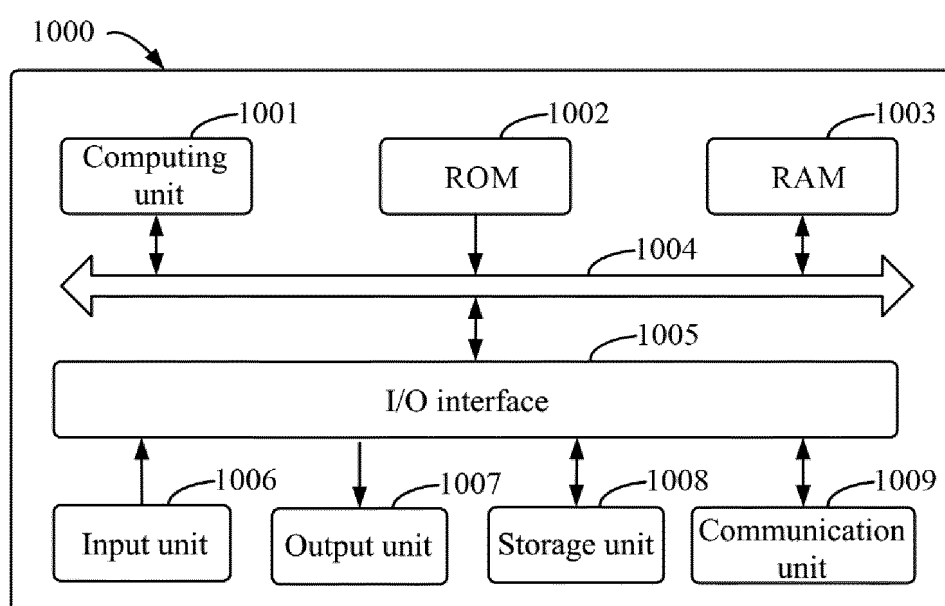 1000
1001
1002
1003
Computing
unit
ROM
RAM
1004
1005
I/O interface
1006
1007
1008
1009
Input unit
Output unit
Storage unit
Communication
unit